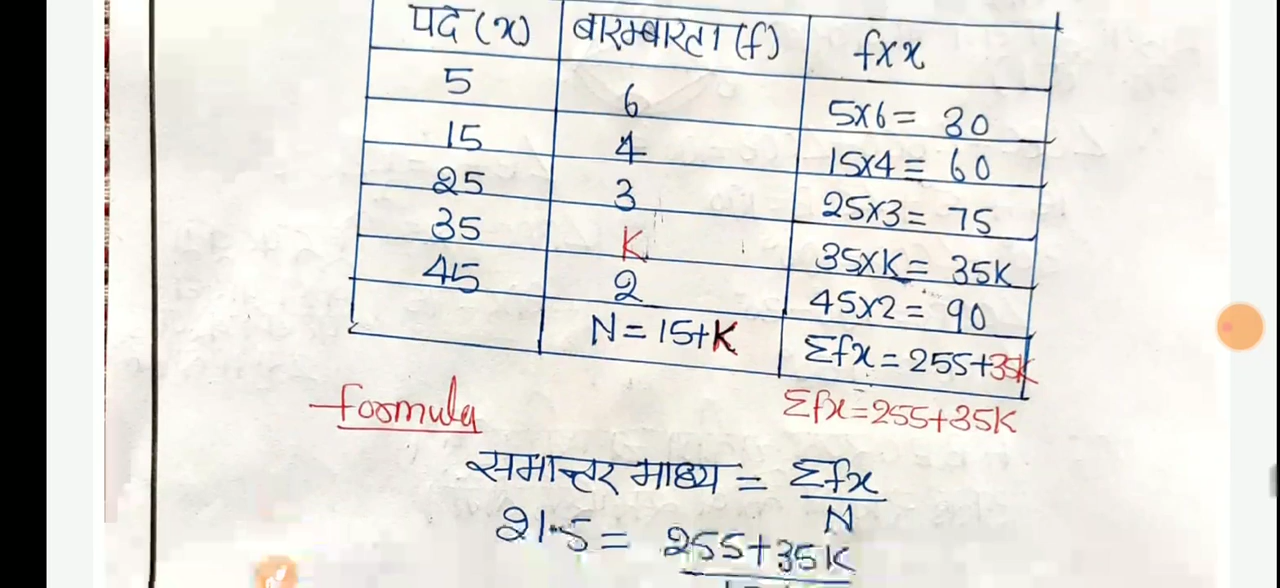 पद (x) बारम्बारता (f) f×x
5 6 5×6= 30
15 4 15×4= 60
25 3 25×3= 75
35 K 35×K= 35K
45 2 45×2= 90
N= 15+K Σfx = 255+35K
formula Σfx=255+35K
समान्तर माध्य = Σfx
N
21.5= 255+35K